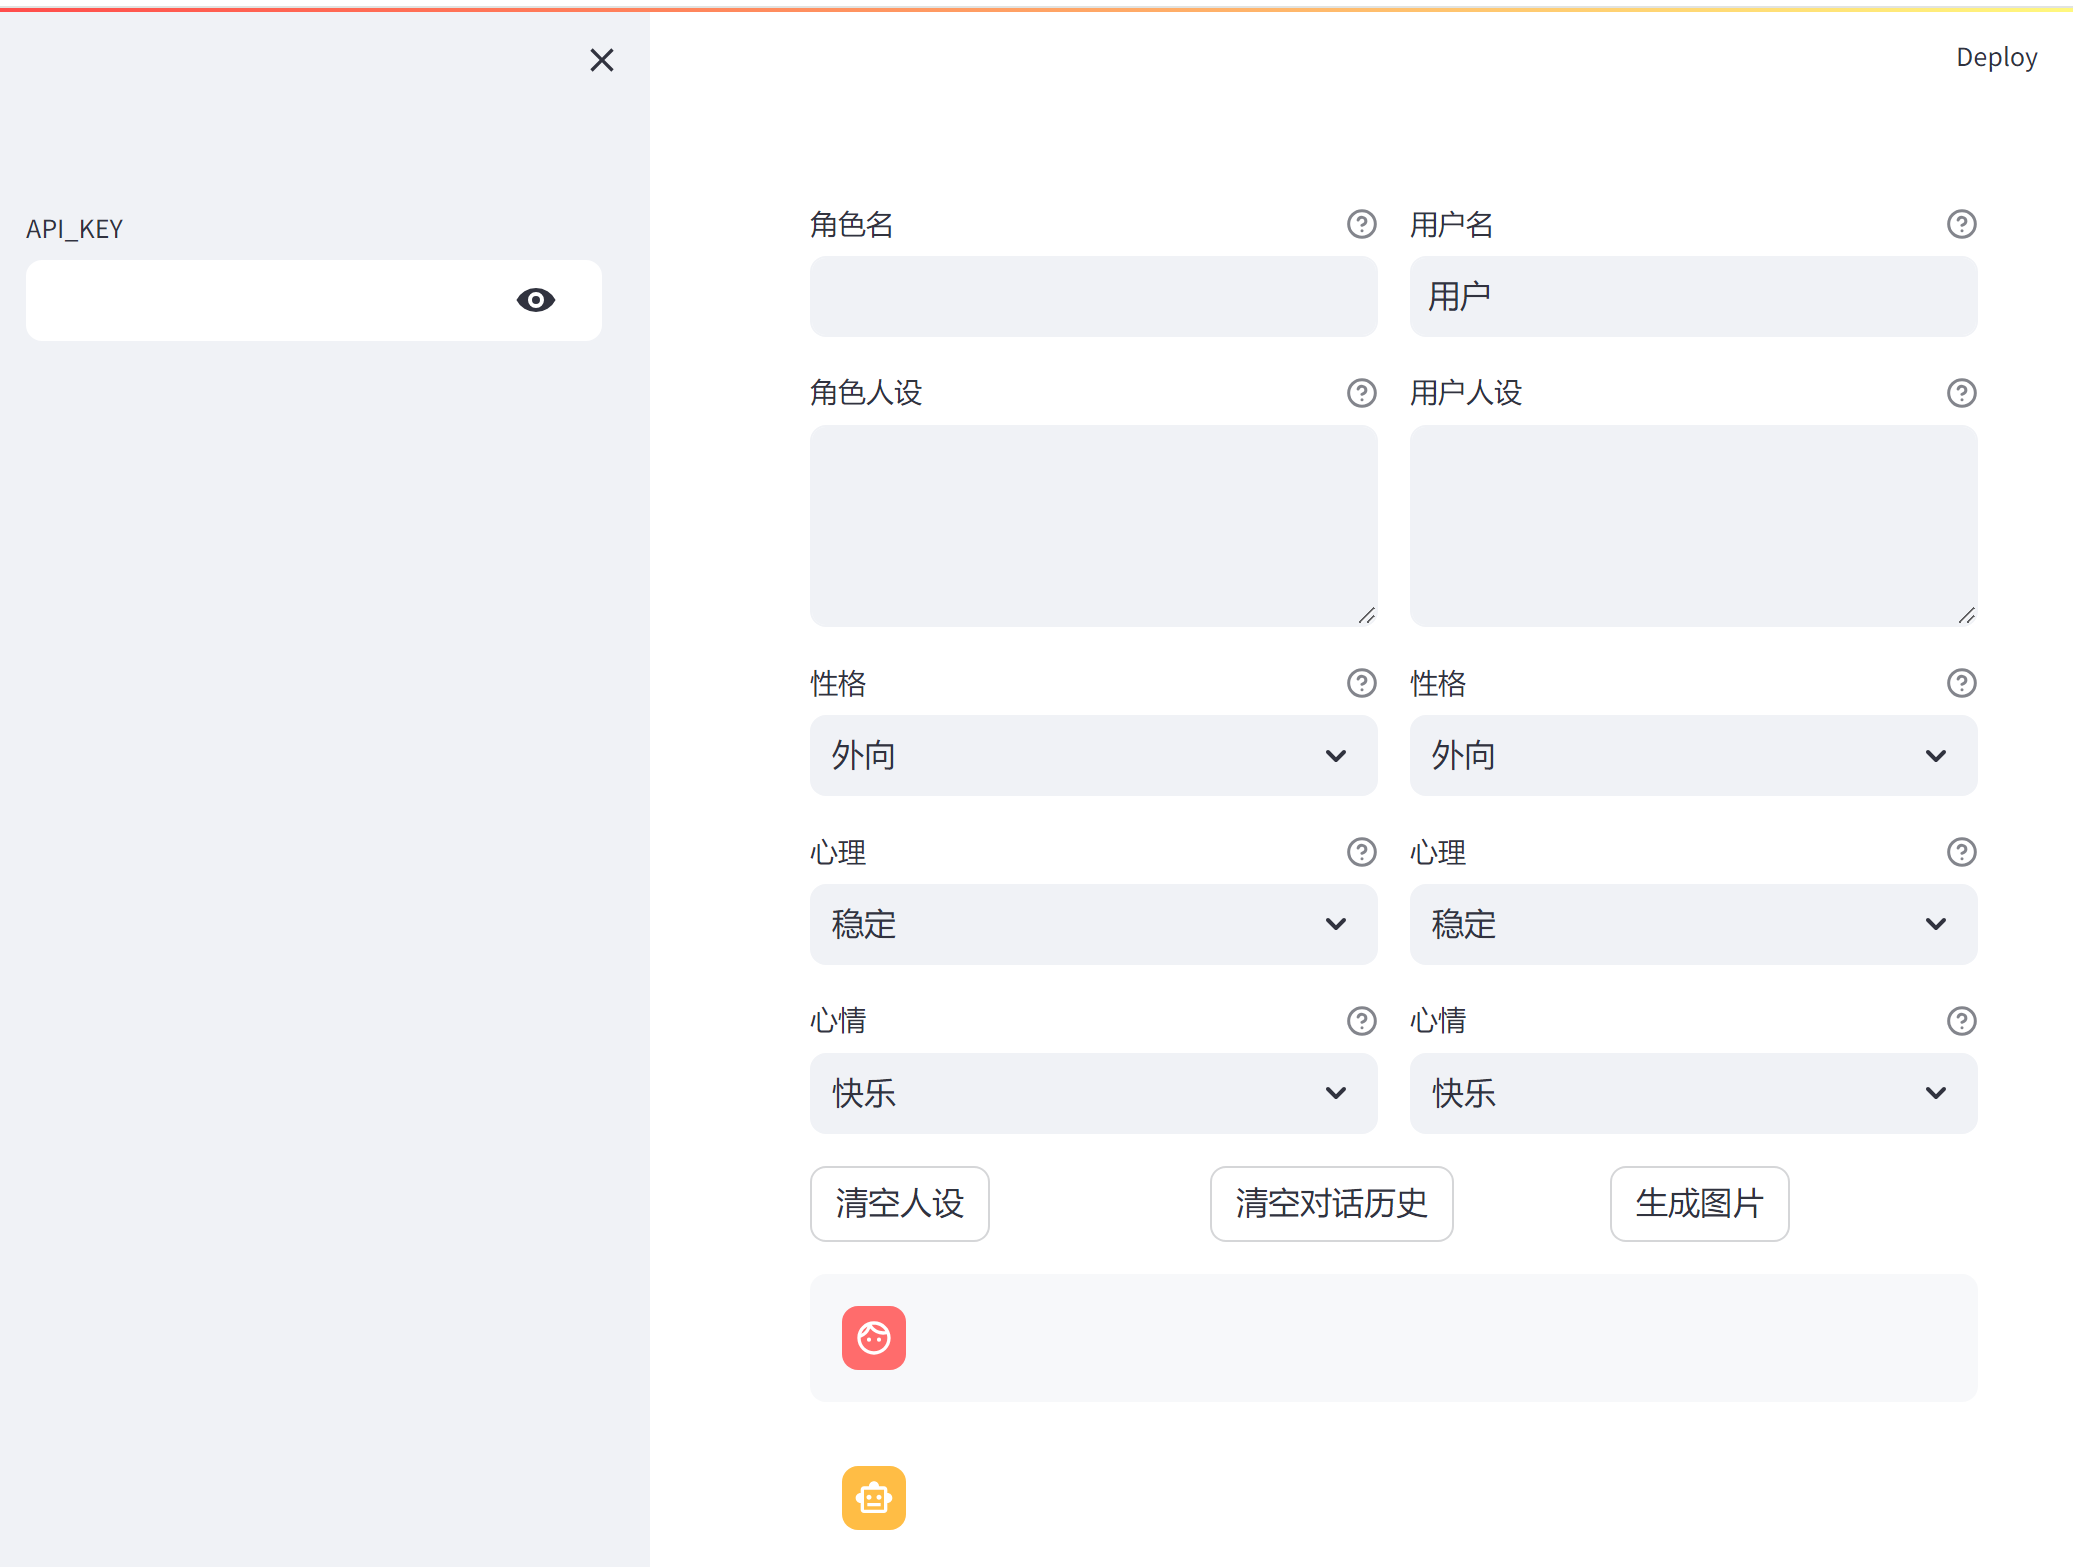 Deploy
API_KEY
角色名 用户名
用户
角色人设 用户人设
性格 性格
外向 外向
心理 心理
稳定 稳定
心情 心情
快乐 快乐
清空人设 清空对话历史 生成图片